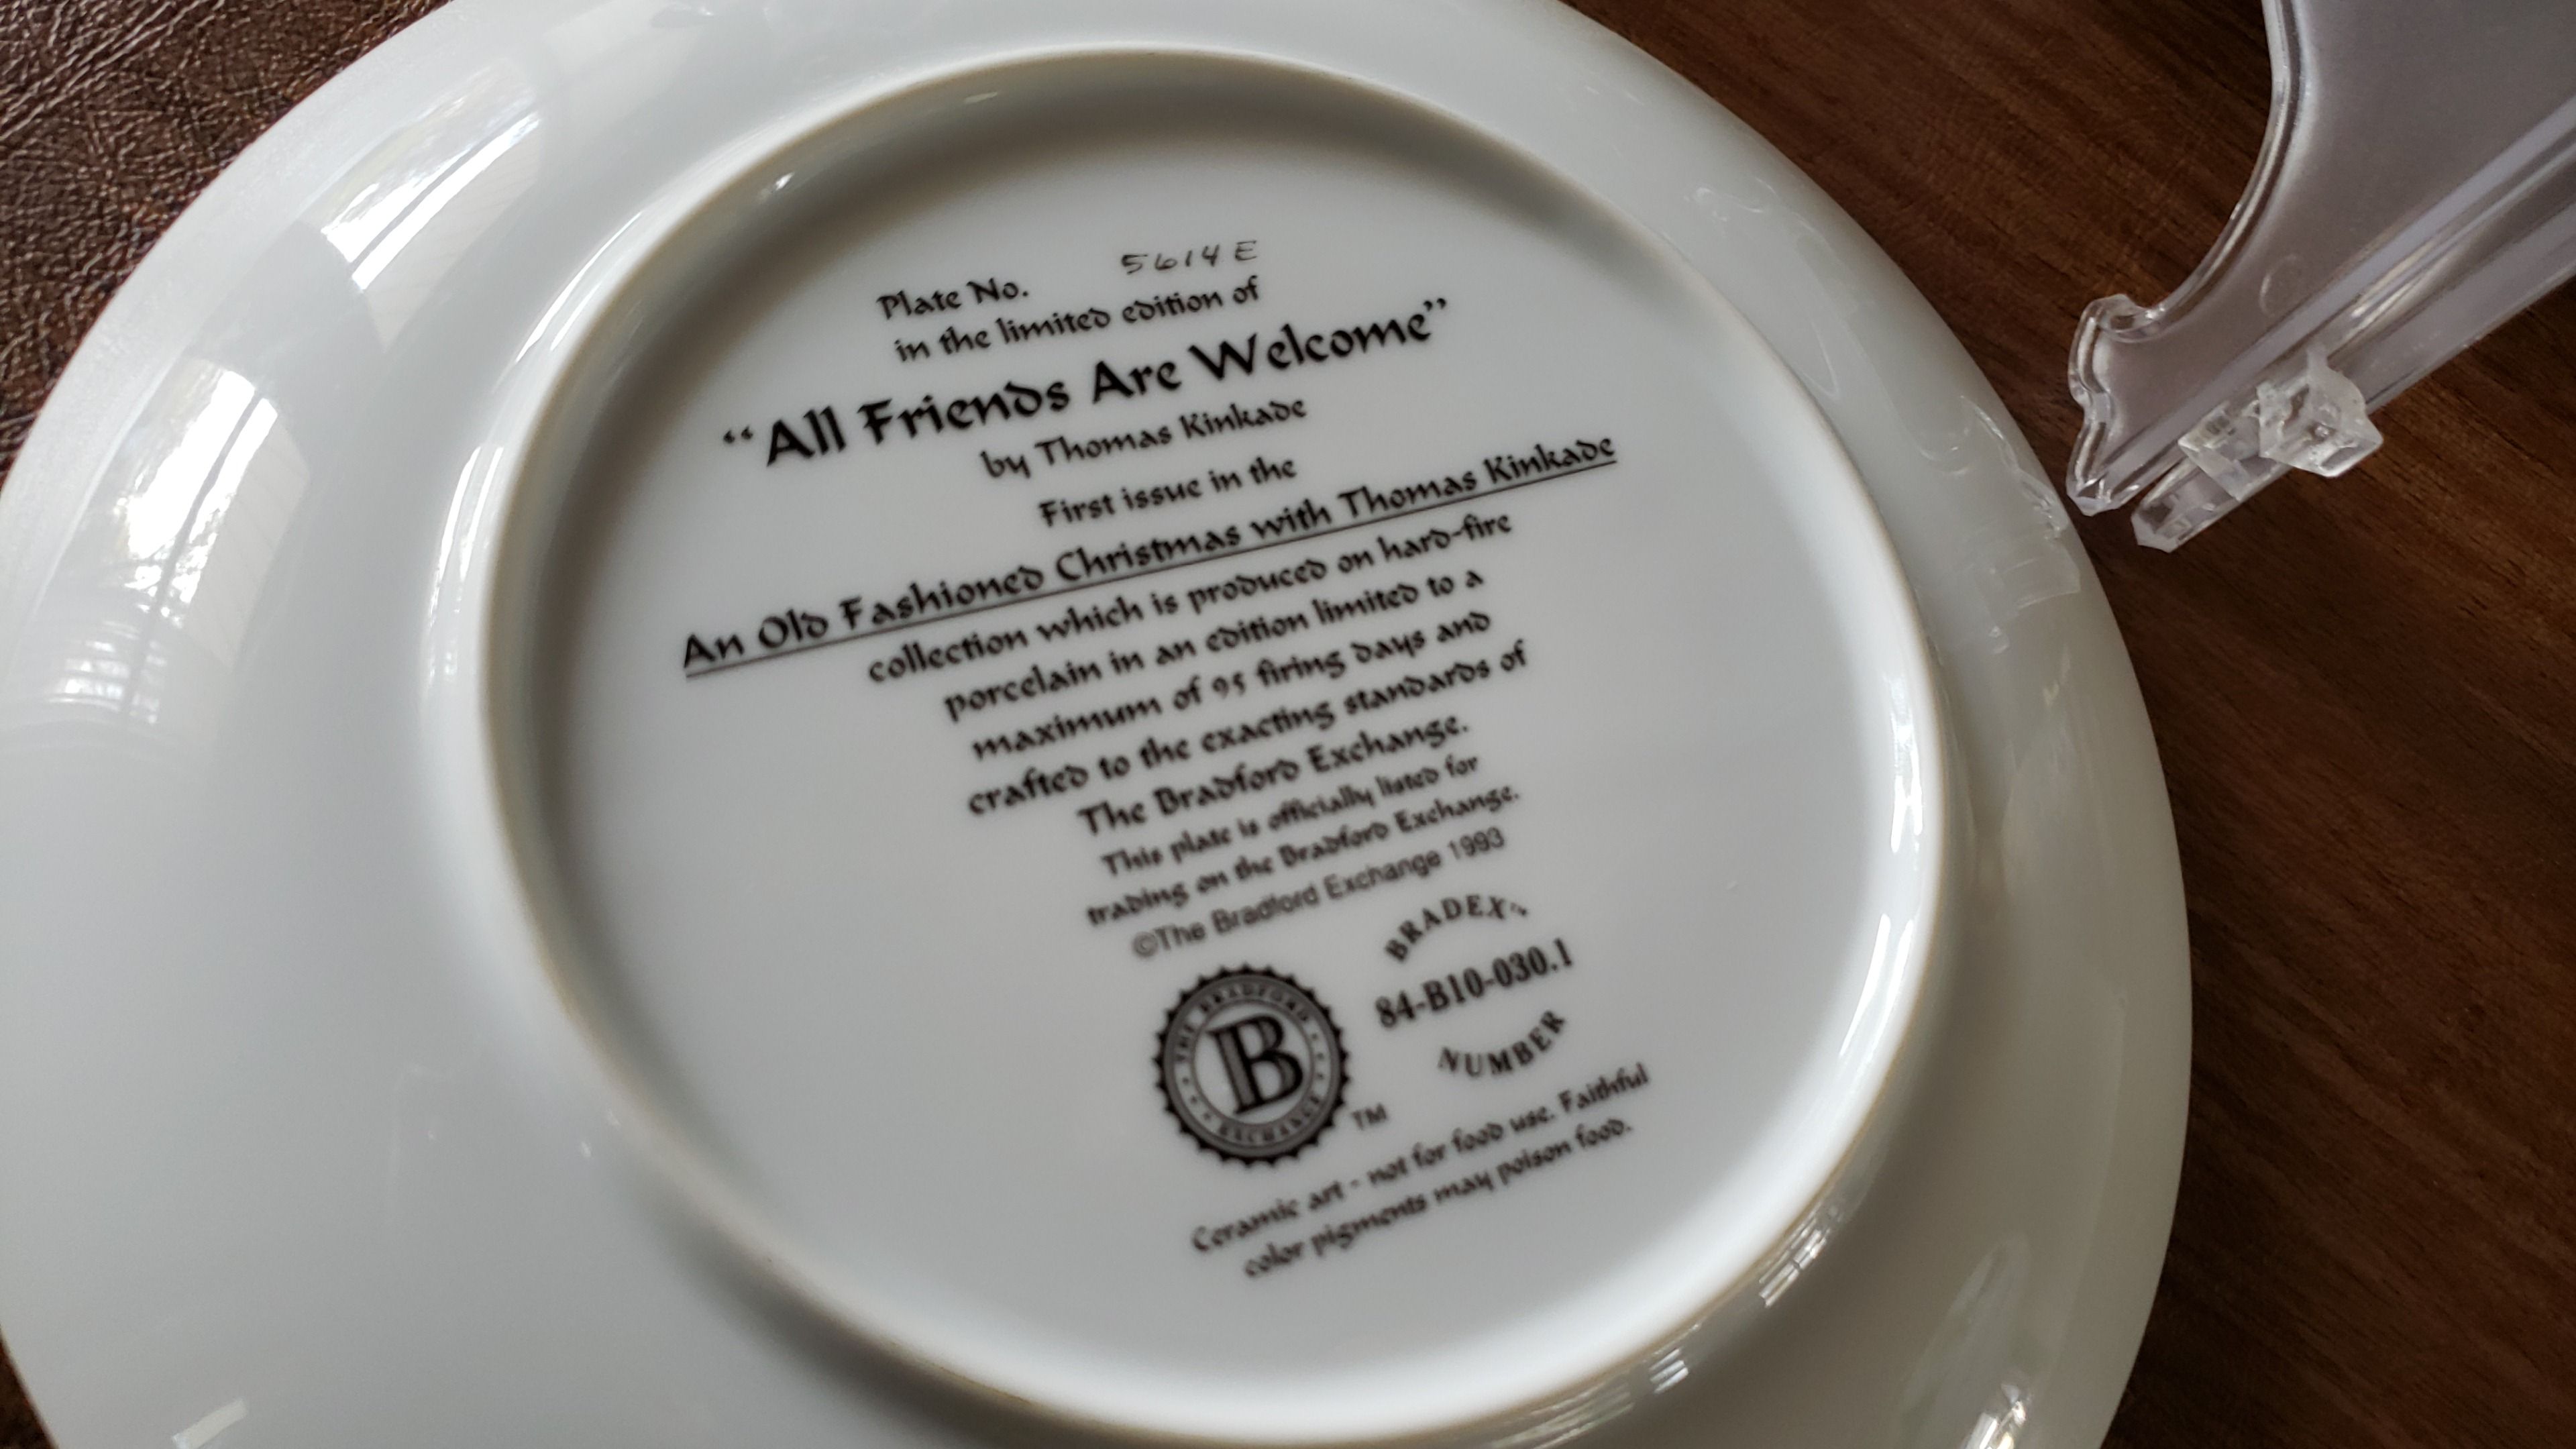 Plate No. 5614 E
in the limited edition of
“All Friends Are Welcome”
by Thomas Kinkade
First issue in the
An Old Fashioned Christmas with Thomas Kinkade
collection which is produced on hard-fire
porcelain in an edition limited to a
maximum of 95 firing days and
crafted to the exacting standards of
The Bradford Exchange.
This plate is officially listed for
trading on the Bradford Exchange.
©The Bradford Exchange 1993
THE BRADFORD
B
EXCHANGE
TM
BRADEX™
84-B10-030.1
NUMBER
Ceramic art - not for food use. Faithful
color pigments may poison food.